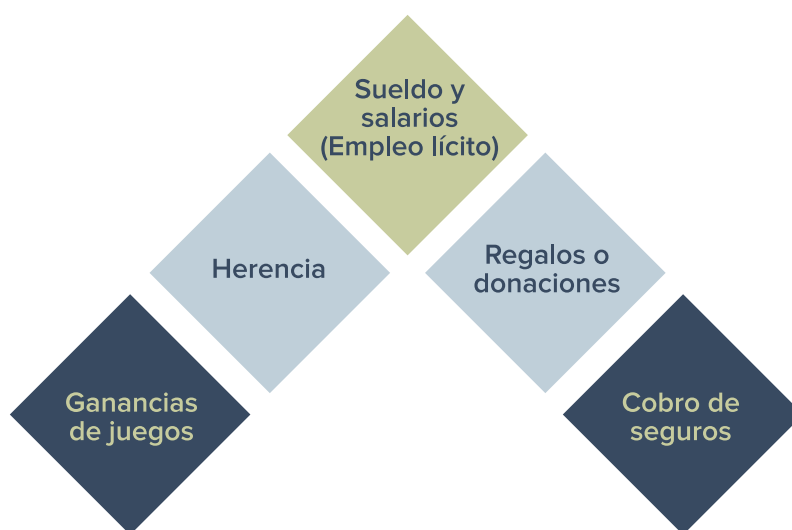 Sueldo y
salarios
(Empleo lícito)
Herencia
Regalos o
donaciones
Ganancias
de juegos
Cobro de
seguros